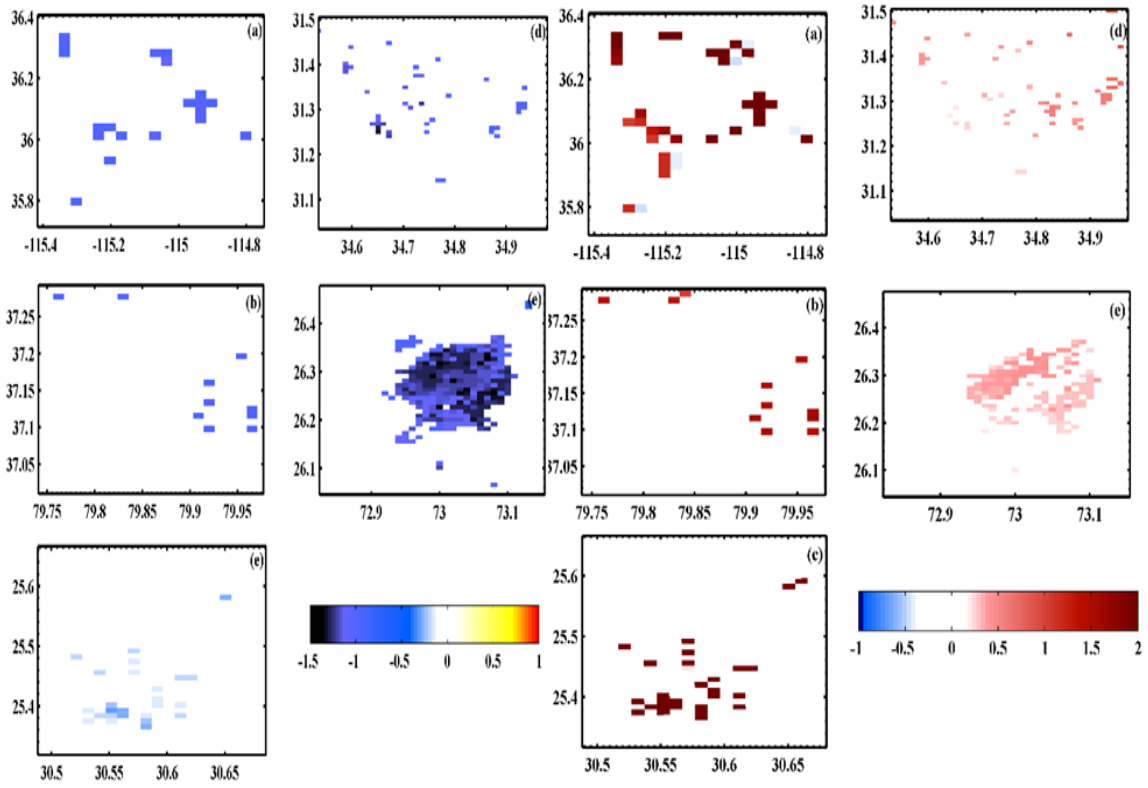 36.4
36.2
36
35.8
(a)
-115.4 -115.2 -115 -114.8
31.5
31.4
31.3
31.2
31.1
(d)
34.6 34.7 34.8 34.9
36.4
36.2
36
35.8
(a)
-115.4 -115.2 -115 -114.8
31.5
31.4
31.3
31.2
31.1
(d)
34.6 34.7 34.8 34.9
37.25
37.2
37.15
37.1
37.05
(b)
79.75 79.8 79.85 79.9 79.95
26.4
26.3
26.2
26.1
(e)
72.9 73 73.1
37.25
37.2
37.15
37.1
37.05
(b)
79.75 79.8 79.85 79.9 79.95
26.4
26.3
26.2
26.1
(e)
72.9 73 73.1
25.6
25.5
25.4
(e)
30.5 30.55 30.6 30.65
-1.5 -1 -0.5 0 0.5 1
25.6
25.5
25.4
(c)
30.5 30.55 30.6 30.65
-1 -0.5 0 0.5 1 1.5 2